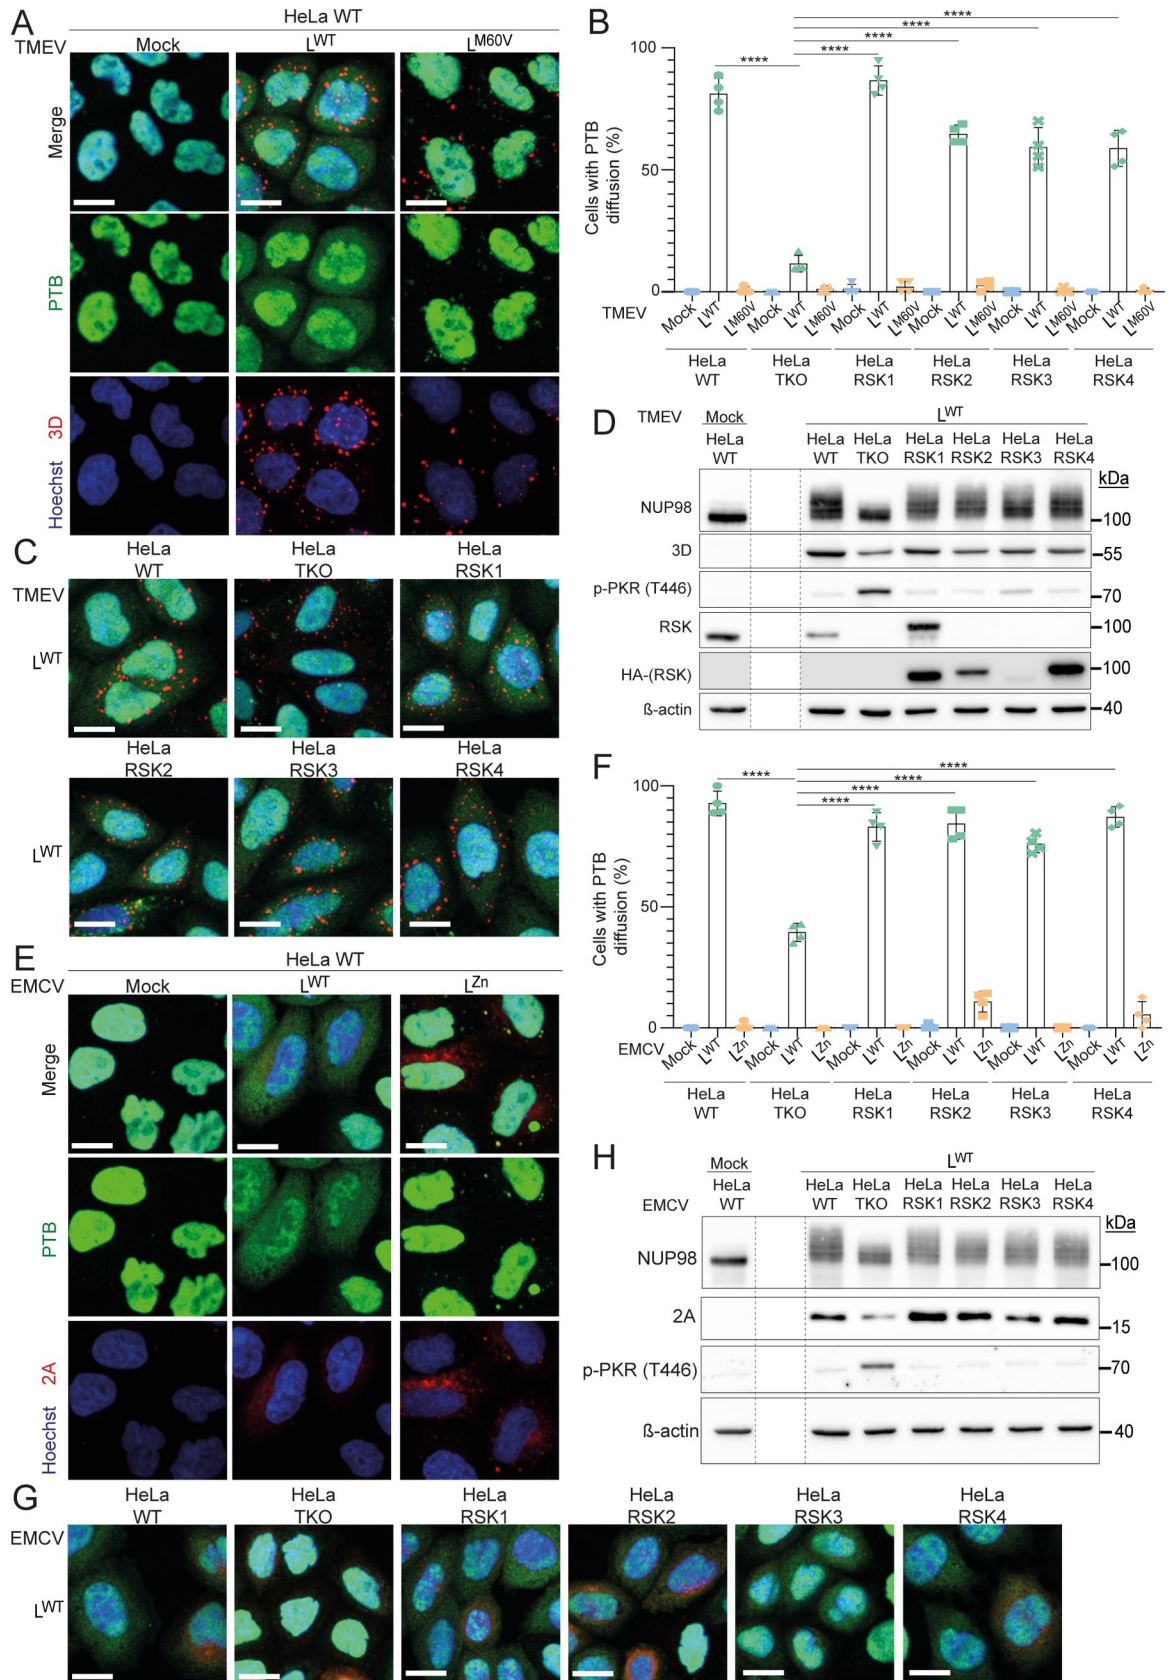 A
HeLa WT
TMEV
Mock
LWT
LM60V
Merge
PTB
Hoechst 3D
B
**** 
****
****
****
****
Cells with PTB
diffusion (%)
100
50
0
TMEV
Mock LWT LM60V Mock LWT LM60V Mock LWT LM60V Mock LWT LM60V Mock LWT LM60V Mock LWT LM60V
HeLa HeLa HeLa HeLa HeLa HeLa
WT TKO RSK1 RSK2 RSK3 RSK4
C
HeLa HeLa HeLa
WT TKO RSK1
TMEV
LWT
HeLa HeLa HeLa
RSK2 RSK3 RSK4
LWT
D
TMEV Mock LWT
HeLa HeLa HeLa HeLa HeLa HeLa HeLa
WT WT TKO RSK1 RSK2 RSK3 RSK4
kDa
NUP98 100
3D 55
p-PKR (T446) 70
RSK 100
HA-(RSK) 100
ß-actin 40
E
HeLa WT
EMCV Mock LWT LZn
Merge
PTB
Hoechst 2A
F
****
****
****
****
****
Cells with PTB
diffusion (%)
100
50
0
EMCV
Mock LWT LZn Mock LWT LZn Mock LWT LZn Mock LWT LZn Mock LWT LZn Mock LWT LZn
HeLa HeLa HeLa HeLa HeLa HeLa
WT TKO RSK1 RSK2 RSK3 RSK4
G
HeLa HeLa HeLa HeLa HeLa HeLa
WT TKO RSK1 RSK2 RSK3 RSK4
EMCV
LWT
H
Mock LWT
HeLa HeLa HeLa HeLa HeLa HeLa HeLa
EMCV WT WT TKO RSK1 RSK2 RSK3 RSK4
kDa
NUP98 100
2A 15
p-PKR (T446) 70
ß-actin 40